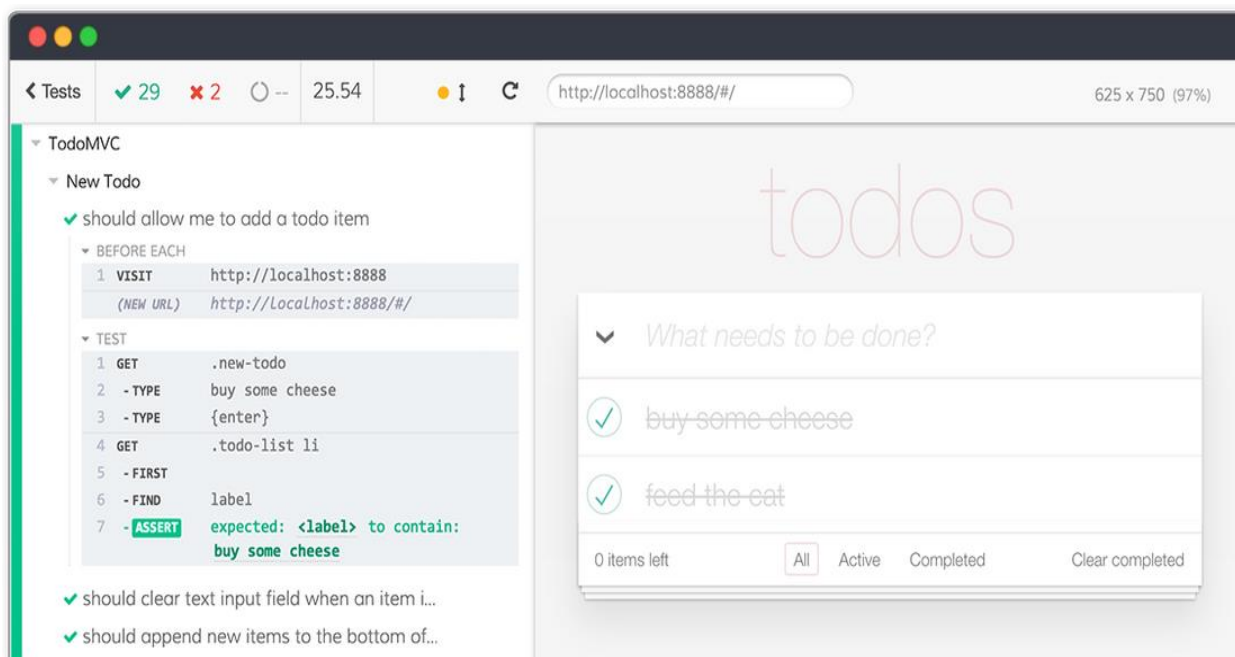 Tests 29 2 -- 25.54 http://localhost:8888/#/ 625 x 750 (97%)
TodoMVC
New Todo
should allow me to add a todo item
BEFORE EACH
1 VISIT http://localhost:8888
(NEW URL) http://localhost:8888/#/
TEST
1 GET .new-todo
2 - TYPE buy some cheese
3 - TYPE {enter}
4 GET .todo-list li
5 - FIRST
6 - FIND label
7 - ASSERT expected: <label> to contain:
buy some cheese
should clear text input field when an item i...
should append new items to the bottom of...
todos
What needs to be done?
buy some cheese
feed the cat
0 items left All Active Completed Clear completed